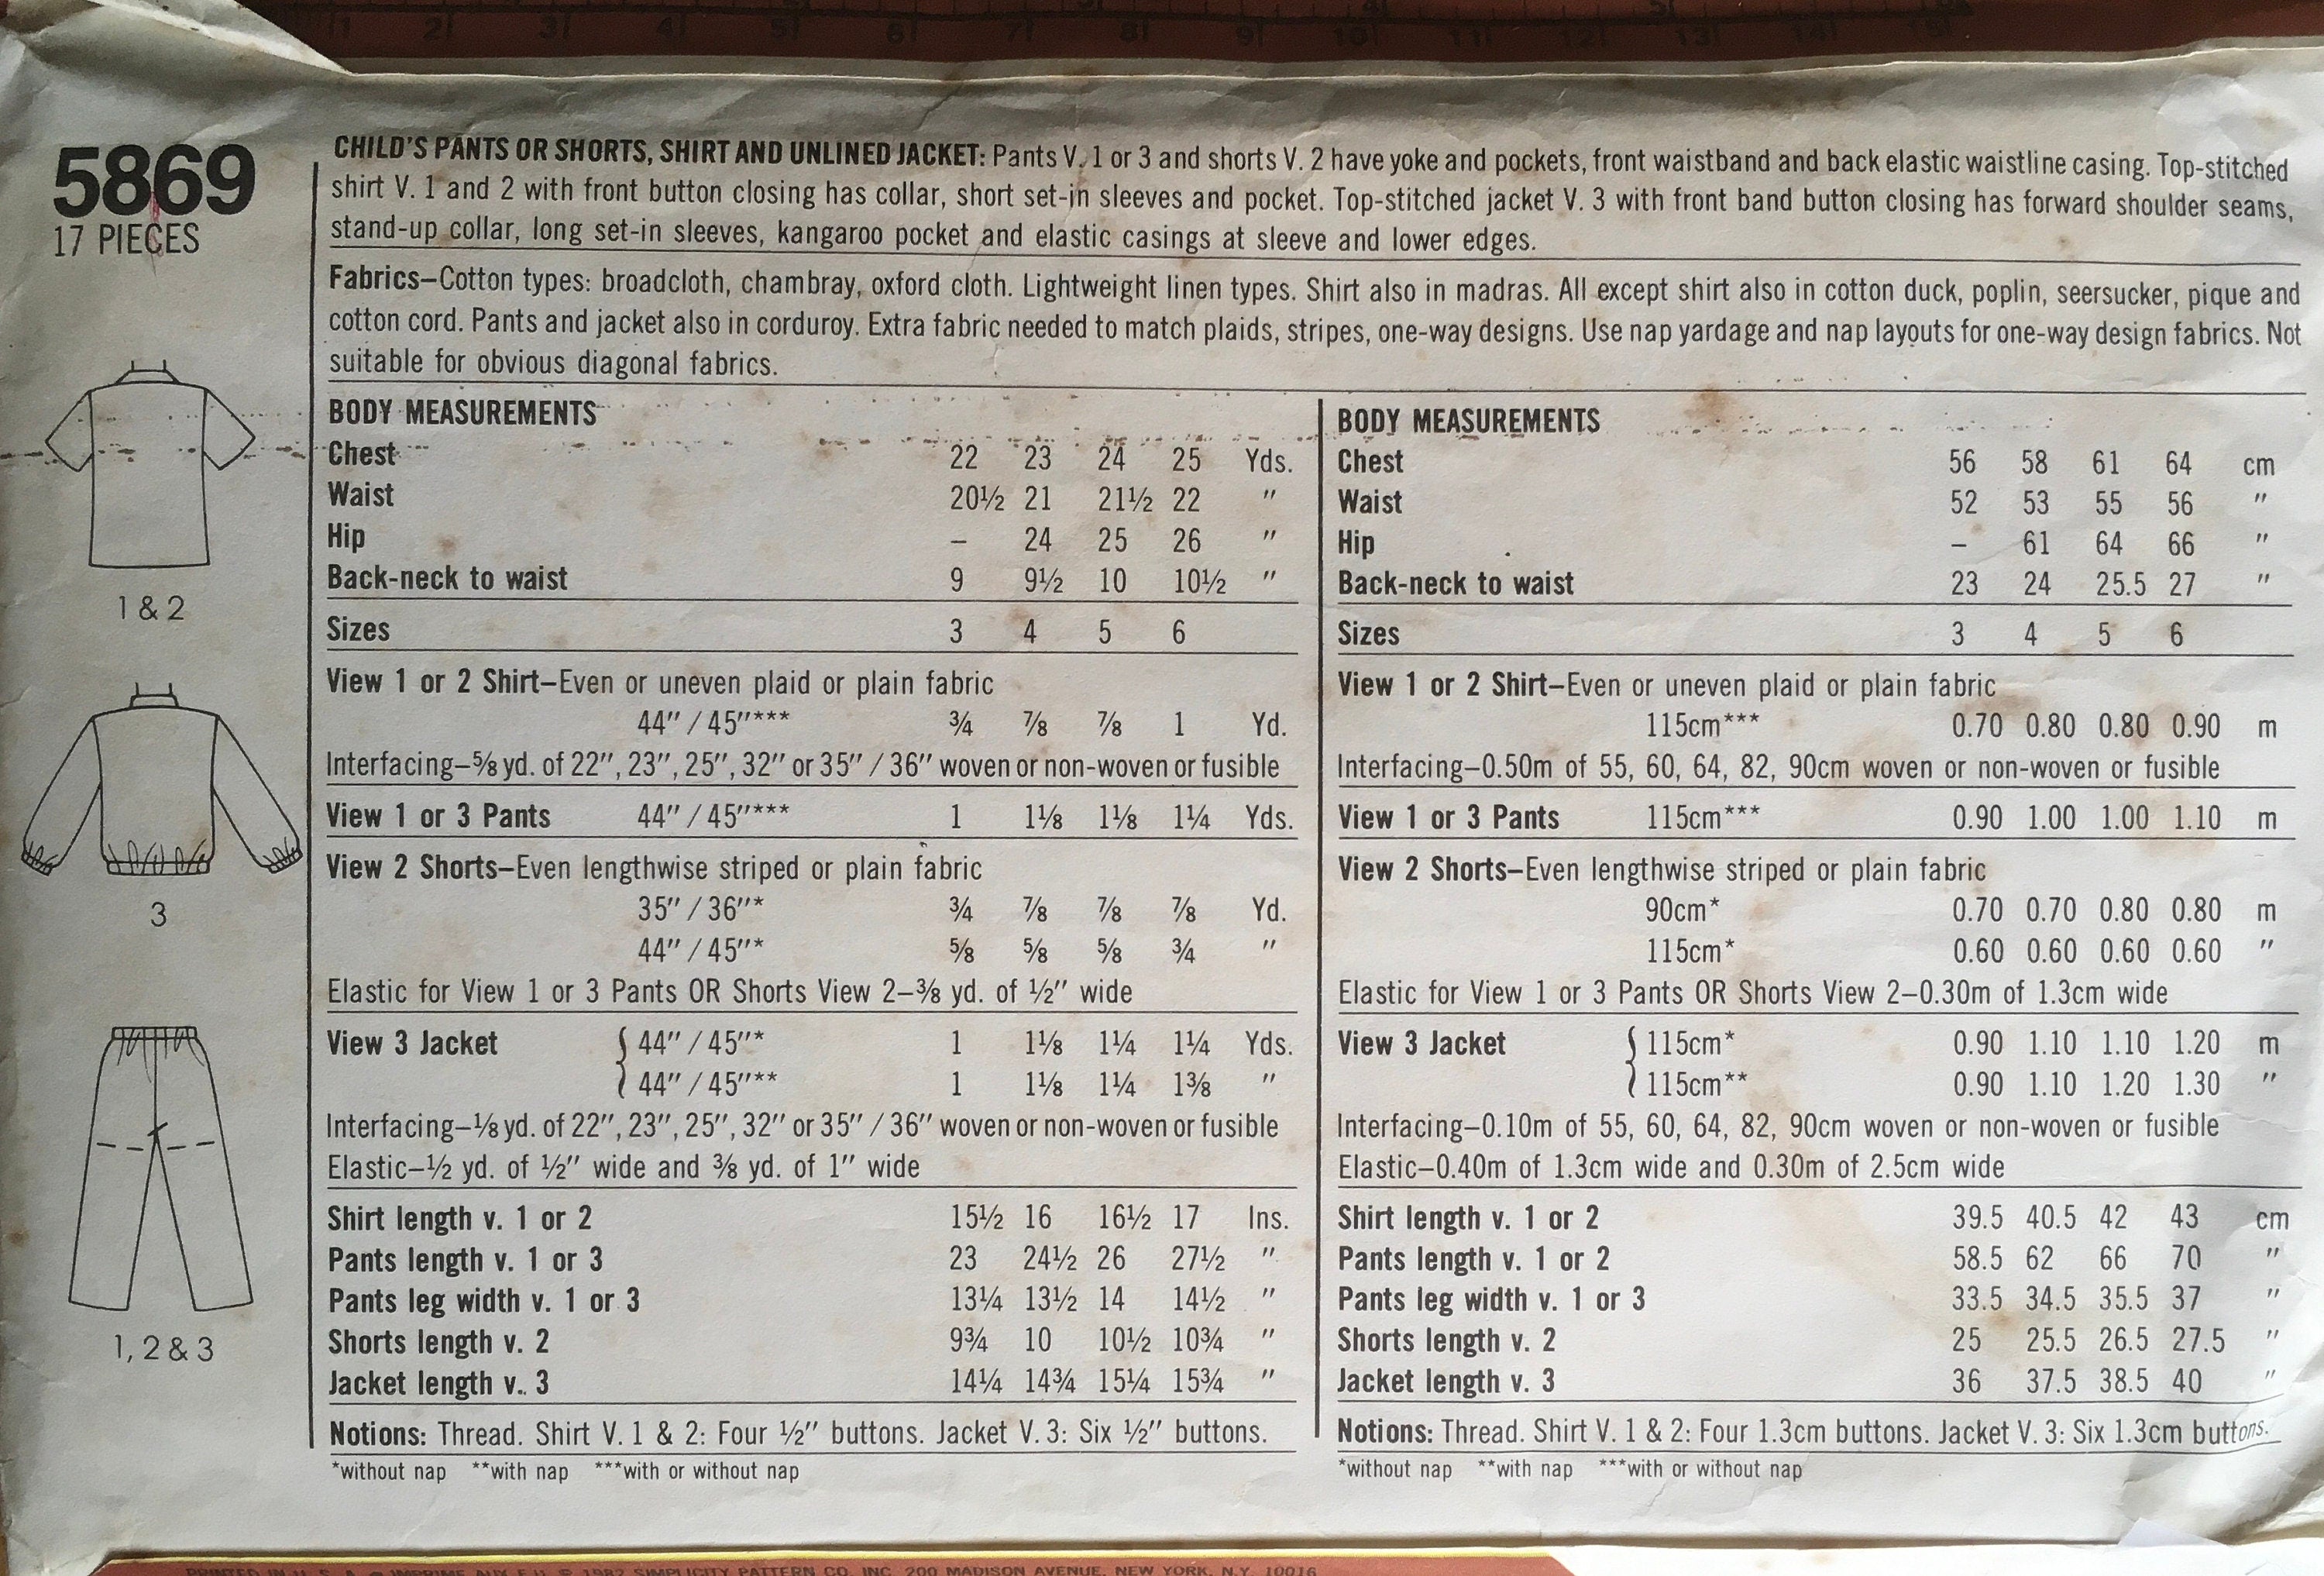 5869
17 PIECES
CHILD'S PANTS OR SHORTS, SHIRT AND UNLINED JACKET: Pants V. 1 or 3 and shorts V. 2 have yoke and pockets, front waistband and back elastic waistline casing. Top-stitched
shirt V. 1 and 2 with front button closing has collar, short set-in sleeves and pocket. Top-stitched jacket V. 3 with front band button closing has forward shoulder seams,
stand-up collar, long set-in sleeves, kangaroo pocket and elastic casings at sleeve and lower edges.
Fabrics–Cotton types: broadcloth, chambray, oxford cloth. Lightweight linen types. Shirt also in madras. All except shirt also in cotton duck, poplin, seersucker, pique and
cotton cord. Pants and jacket also in corduroy. Extra fabric needed to match plaids, stripes, one-way designs. Use nap yardage and nap layouts for one-way design fabrics. Not
suitable for obvious diagonal fabrics.
1 & 2
3
1, 2 & 3
BODY MEASUREMENTS
Chest 22 23 24 25 Yds.
Waist 20½ 21 21½ 22 "
Hip – 24 25 26 "
Back-neck to waist 9 9½ 10 10½ "
Sizes 3 4 5 6
View 1 or 2 Shirt–Even or uneven plaid or plain fabric
44" / 45"*** ¾ ⅞ ⅞ 1 Yd.
Interfacing–⅝ yd. of 22", 23", 25", 32" or 35" / 36" woven or non-woven or fusible
View 1 or 3 Pants 44" / 45"*** 1 1⅛ 1⅛ 1¼ Yds.
View 2 Shorts–Even lengthwise striped or plain fabric
35" / 36"* ¾ ⅞ ⅞ ⅞ Yd.
44" / 45"* ⅝ ⅝ ⅝ ¾ "
Elastic for View 1 or 3 Pants OR Shorts View 2–⅜ yd. of ½" wide
View 3 Jacket { 44" / 45"* 1 1⅛ 1¼ 1¼ Yds.
44" / 45"** 1 1⅛ 1¼ 1⅜ "
Interfacing–⅛ yd. of 22", 23", 25", 32" or 35" / 36" woven or non-woven or fusible
Elastic–½ yd. of ½" wide and ⅜ yd. of 1" wide
Shirt length v. 1 or 2 15½ 16 16½ 17 Ins.
Pants length v. 1 or 3 23 24½ 26 27½ "
Pants leg width v. 1 or 3 13¼ 13½ 14 14½ "
Shorts length v. 2 9¾ 10 10½ 10¾ "
Jacket length v. 3 14¼ 14¾ 15¼ 15¾ "
Notions: Thread. Shirt V. 1 & 2: Four ½" buttons. Jacket V. 3: Six ½" buttons.
*without nap **with nap ***with or without nap
BODY MEASUREMENTS
Chest 56 58 61 64 cm
Waist 52 53 55 56 "
Hip – 61 64 66 "
Back-neck to waist 23 24 25.5 27 "
Sizes 3 4 5 6
View 1 or 2 Shirt–Even or uneven plaid or plain fabric
115cm*** 0.70 0.80 0.80 0.90 m
Interfacing–0.50m of 55, 60, 64, 82, 90cm woven or non-woven or fusible
View 1 or 3 Pants 115cm*** 0.90 1.00 1.00 1.10 m
View 2 Shorts–Even lengthwise striped or plain fabric
90cm* 0.70 0.70 0.80 0.80 m
115cm* 0.60 0.60 0.60 0.60 "
Elastic for View 1 or 3 Pants OR Shorts View 2–0.30m of 1.3cm wide
View 3 Jacket { 115cm* 0.90 1.10 1.10 1.20 m
115cm** 0.90 1.10 1.20 1.30 "
Interfacing–0.10m of 55, 60, 64, 82, 90cm woven or non-woven or fusible
Elastic–0.40m of 1.3cm wide and 0.30m of 2.5cm wide
Shirt length v. 1 or 2 39.5 40.5 42 43 cm
Pants length v. 1 or 2 58.5 62 66 70 "
Pants leg width v. 1 or 3 33.5 34.5 35.5 37 "
Shorts length v. 2 25 25.5 26.5 27.5 "
Jacket length v. 3 36 37.5 38.5 40 "
Notions: Thread. Shirt V. 1 & 2: Four 1.3cm buttons. Jacket V. 3: Six 1.3cm buttons.
*without nap **with nap ***with or without nap
PRINTED IN U. S. A. IMPRIME AUX E.U. © 1982 SIMPLICITY PATTERN CO. INC. 200 MADISON AVENUE, NEW YORK, N.Y. 10016